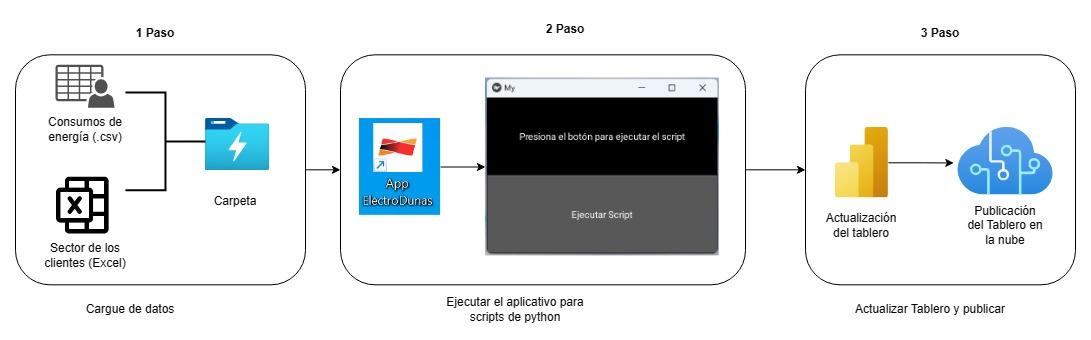 1 Paso
Consumos de
energía (.csv)
Carpeta
Sector de los
clientes (Excel)
Cargue de datos
2 Paso
App
ElectroDunas
My
Presiona el botón para ejecutar el script
Ejecutar Script
Ejecutar el aplicativo para
scripts de python
3 Paso
Actualización
del tablero
Publicación
del Tablero en
la nube
Actualizar Tablero y publicar